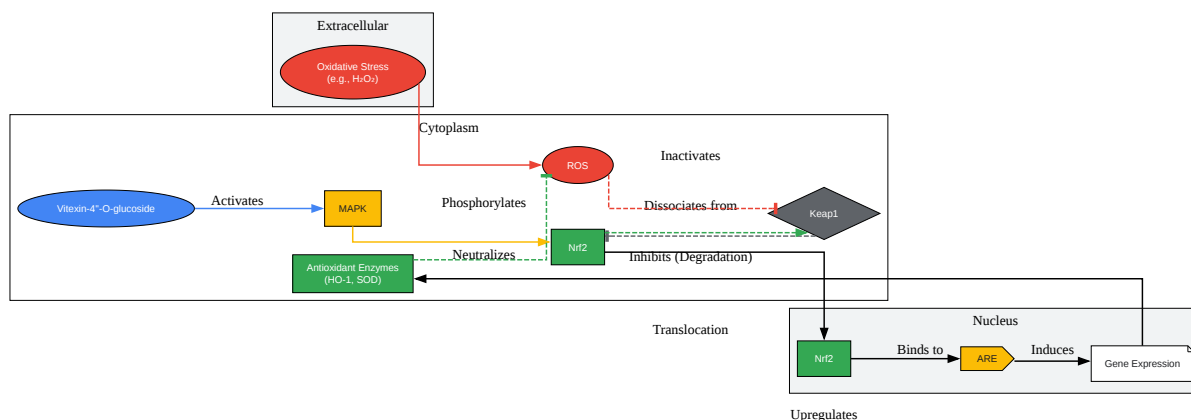 Extracellular
Oxidative Stress
(e.g., H₂O₂)
Cytoplasm
ROS
Inactivates
Vitexin-4"-O-glucoside
Activates
MAPK
Phosphorylates
Dissociates from
Keap1
Nrf2
Neutralizes
Inhibits (Degradation)
Antioxidant Enzymes
(HO-1, SOD)
Translocation
Nucleus
Nrf2
Binds to
ARE
Induces
Gene Expression
Upregulates